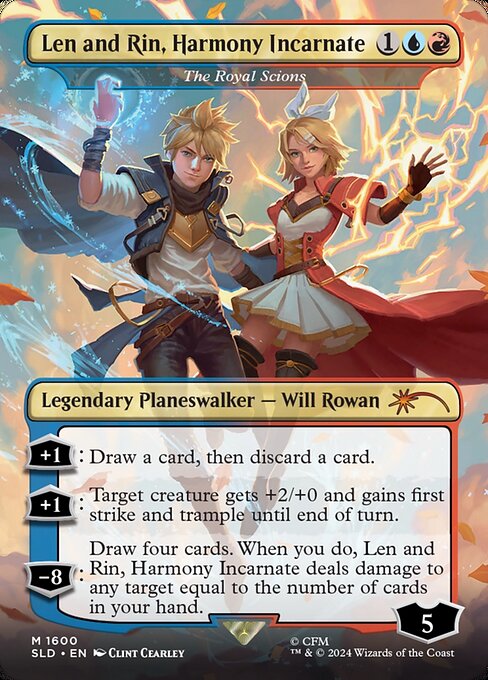 Len and Rin, Harmony Incarnate 1
The Royal Scions
Legendary Planeswalker — Will Rowan
+1 : Draw a card, then discard a card.
+1 : Target creature gets +2/+0 and gains first
strike and trample until end of turn.
Draw four cards. When you do, Len and
-8 : Rin, Harmony Incarnate deals damage to
any target equal to the number of cards
in your hand.
5
M 1600
SLD • EN Clint Cearley
© CFM
™ & © 2024 Wizards of the Coast